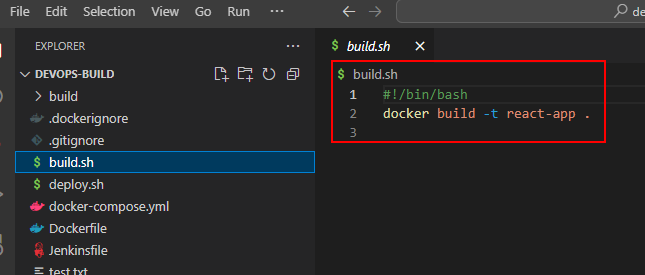 File Edit Selection View Go Run ···
de
EXPLORER ···
DEVOPS-BUILD
build
.dockerignore
.gitignore
$ build.sh
$ deploy.sh
docker-compose.yml
Dockerfile
Jenkinsfile
test.txt
$ build.sh
$ build.sh
1 #!/bin/bash
2 docker build -t react-app .
3